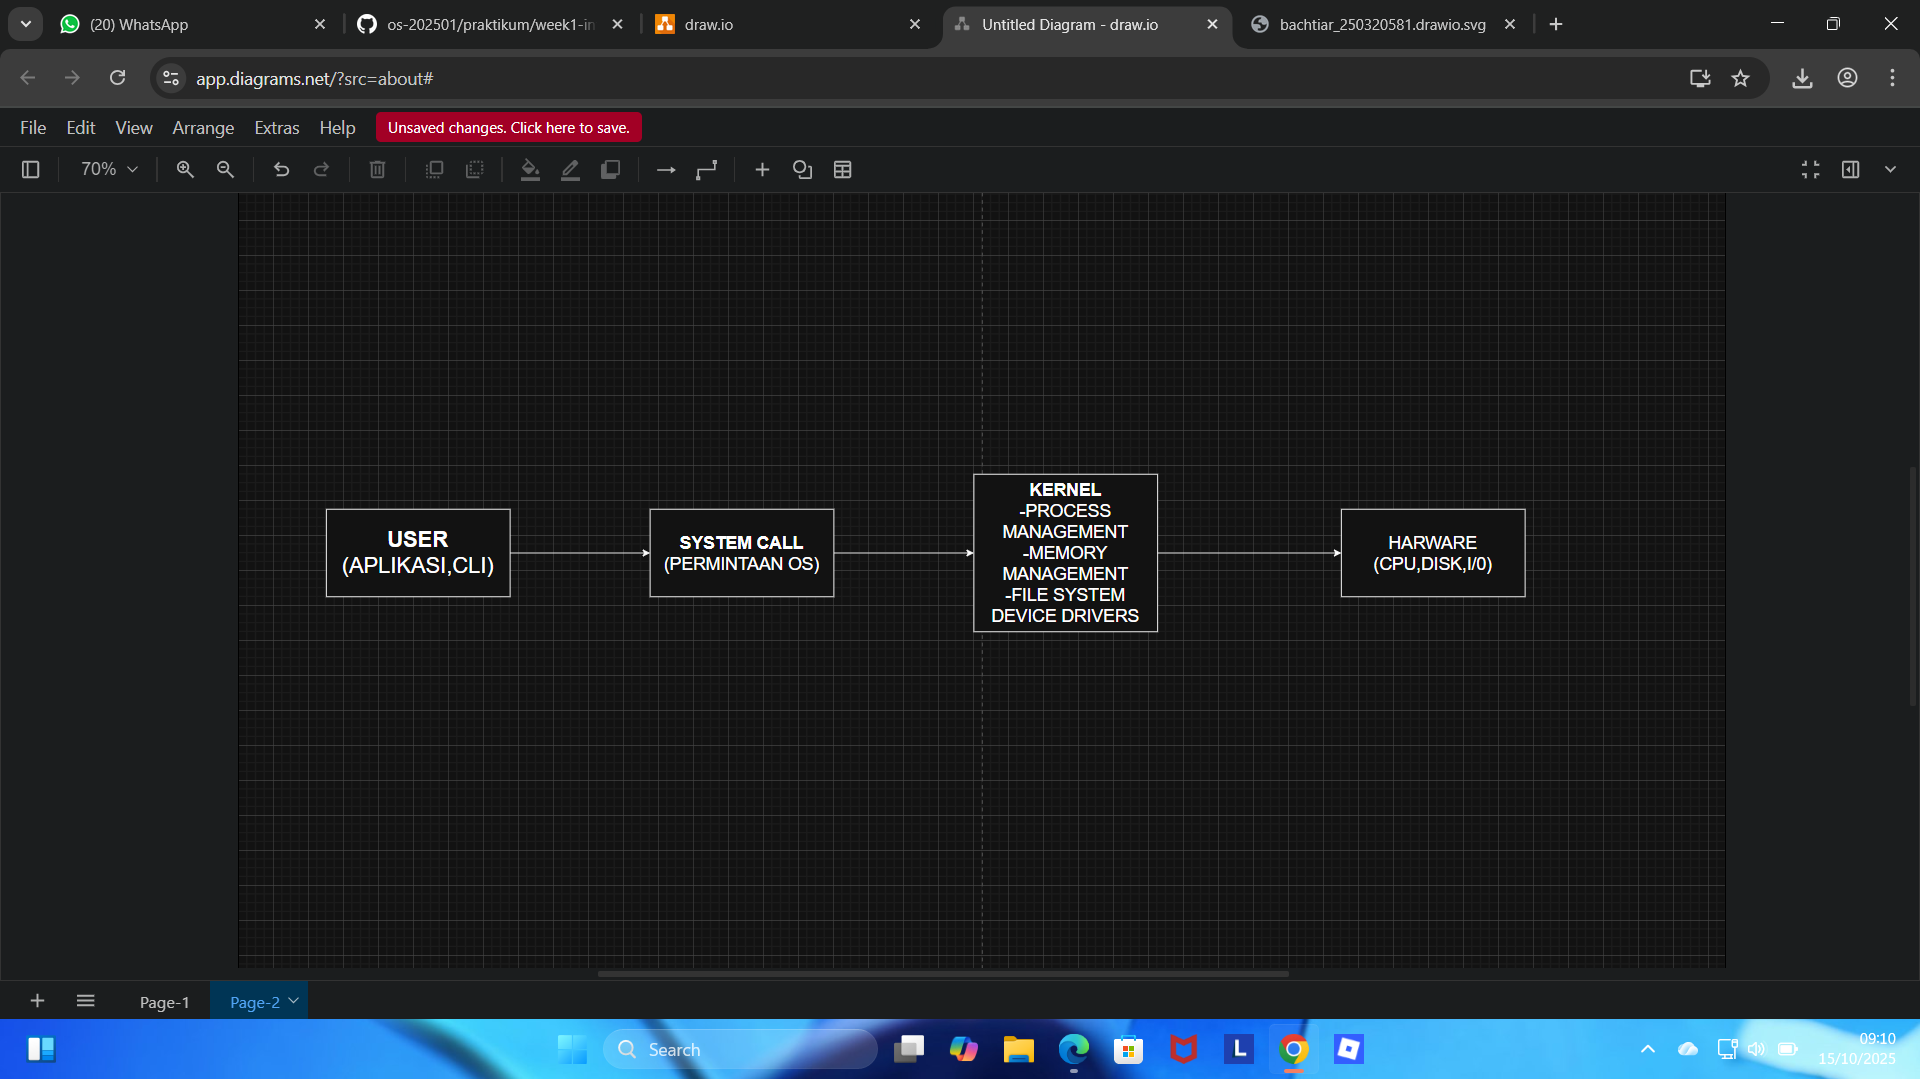 (20) WhatsApp
os-202501/praktikum/week1-in
draw.io
Untitled Diagram - draw.io
bachtiar_250320581.drawio.svg
app.diagrams.net/?src=about#
File Edit View Arrange Extras Help Unsaved changes. Click here to save.
70%
USER
(APLIKASI,CLI)
SYSTEM CALL
(PERMINTAAN OS)
KERNEL
-PROCESS
MANAGEMENT
-MEMORY
MANAGEMENT
-FILE SYSTEM
DEVICE DRIVERS
HARWARE
(CPU,DISK,I/0)
Page-1
Page-2
Search
L
09:10
15/10/2025